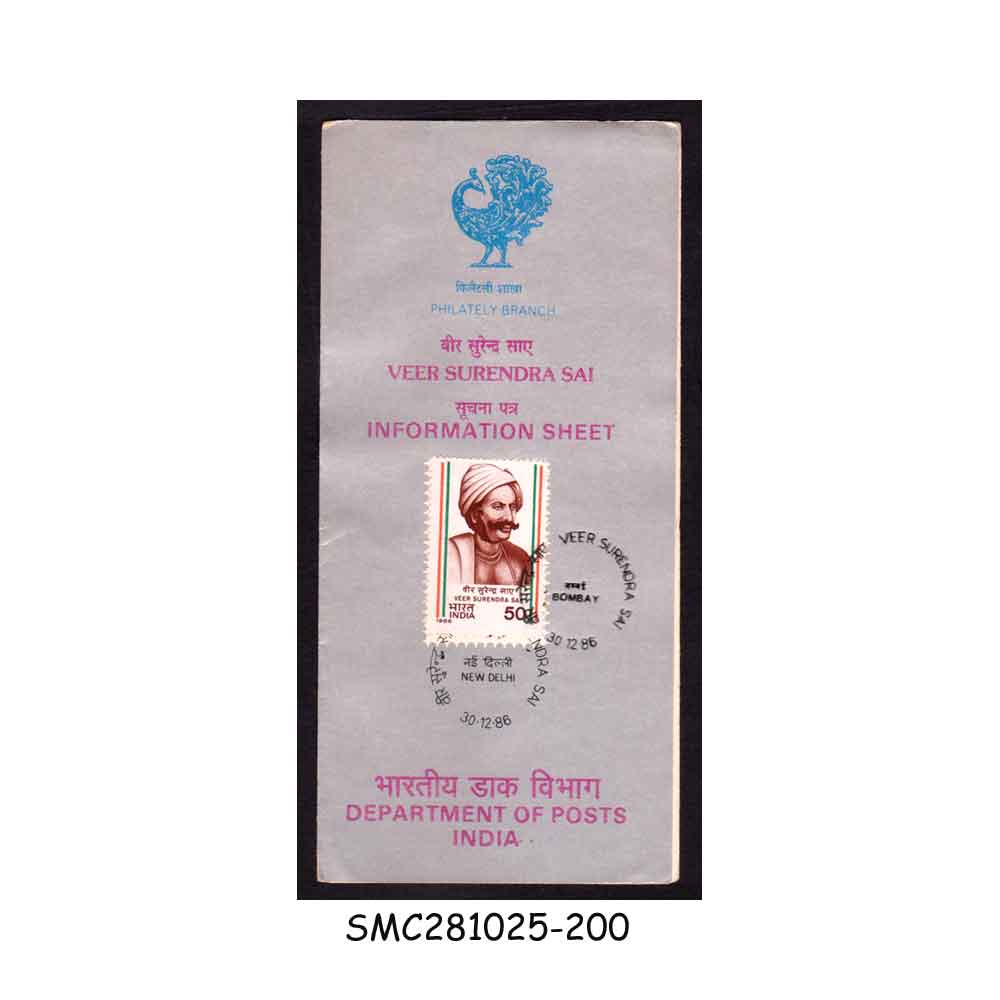 फिलैटली शाखा
PHILATELY BRANCH
वीर सुरेन्द्र साए
VEER SURENDRA SAI
सूचना पत्र
INFORMATION SHEET
वीर सुरेन्द्र साए
VEER SURENDRA SAI
भारत
INDIA
50
1986
VEER SURENDRA SAI
बम्बई
BOMBAY
30 12 86
नई दिल्ली
NEW DELHI
30·12·86
भारतीय डाक विभाग
DEPARTMENT OF POSTS
INDIA
SMC281025-200